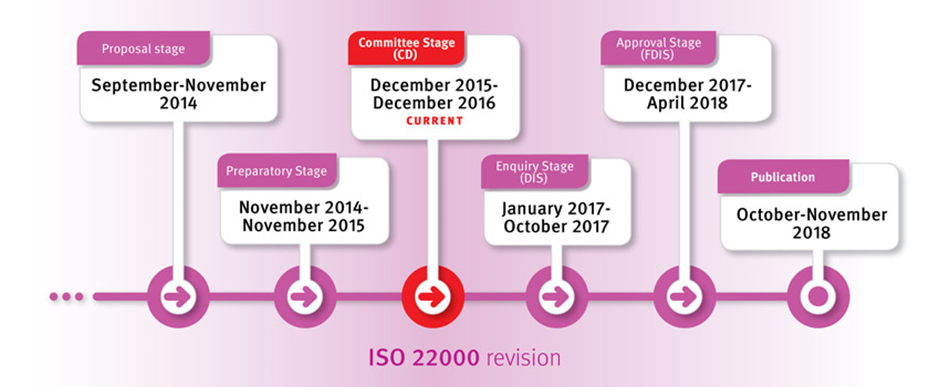 Proposal stage
September-November
2014
Preparatory Stage
November 2014-
November 2015
Committee Stage
(CD)
December 2015-
December 2016
CURRENT
Enquiry Stage
(DIS)
January 2017-
October 2017
Approval Stage
(FDIS)
December 2017-
April 2018
Publication
October-November
2018
ISO 22000 revision